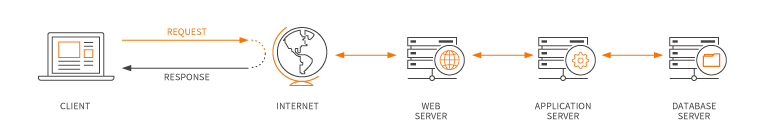 REQUEST
RESPONSE
CLIENT
INTERNET
WEB
SERVER
APPLICATION
SERVER
DATABASE
SERVER